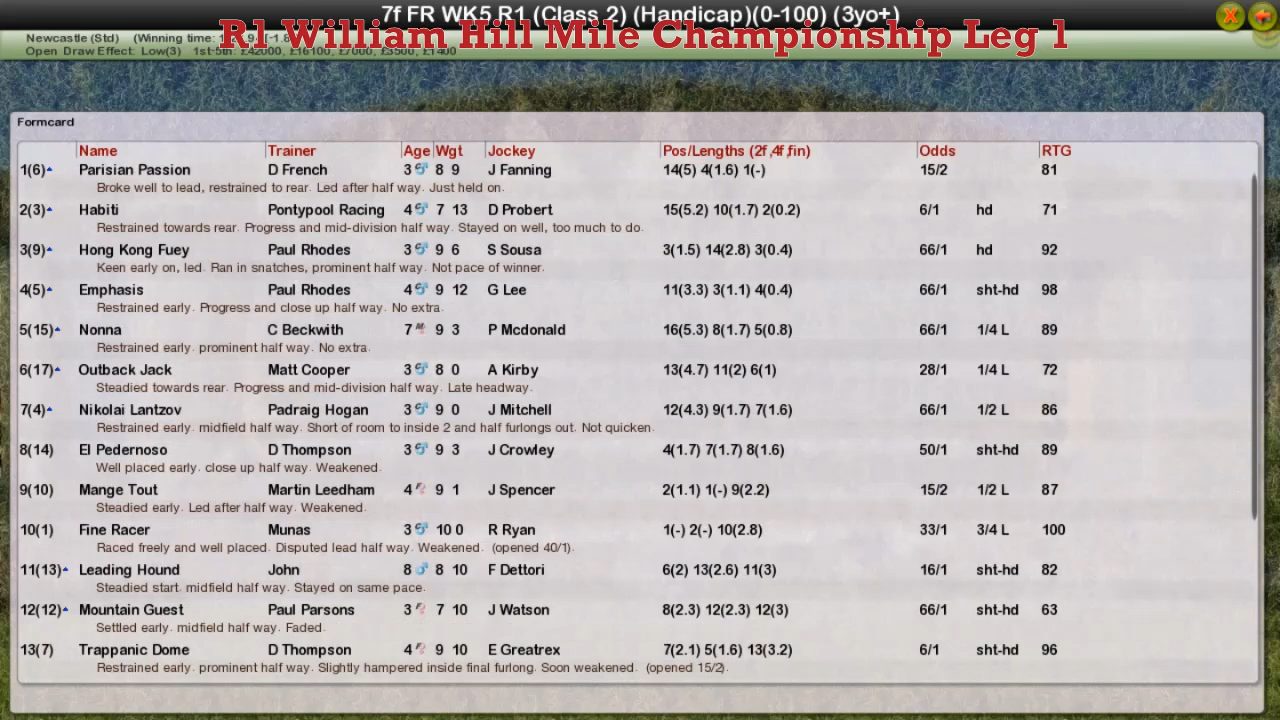 7f FR WK5 R1 (Class 2) (Handicap)(0-100) (3yo+)
R1 William Hill Mile Championship Leg 1
Newcastle (Std) (Winning time:
Open Draw Effect: Low(3) 1st-5th: £42000, £16100, £7000, £3500, £1400
Formcard
Name Trainer Age Wgt Jockey Pos/Lengths (2f,4f,fin) Odds RTG
1(6) Parisian Passion D French 3 8 9 J Fanning 14(5) 4(1.6) 1(-) 15/2 81
Broke well to lead, restrained to rear. Led after half way. Just held on.
2(3) Habiti Pontypool Racing 4 7 13 D Probert 15(5.2) 10(1.7) 2(0.2) 6/1 hd 71
Restrained towards rear. Progress and mid-division half way. Stayed on well, too much to do.
3(9) Hong Kong Fuey Paul Rhodes 3 9 6 S Sousa 3(1.5) 14(2.8) 3(0.4) 66/1 hd 92
Keen early on, led. Ran in snatches, prominent half way. Not pace of winner.
4(5) Emphasis Paul Rhodes 4 9 12 G Lee 11(3.3) 3(1.1) 4(0.4) 66/1 sht-hd 98
Restrained early. Progress and close up half way. No extra.
5(15) Nonna C Beckwith 7 9 3 P Mcdonald 16(5.3) 8(1.7) 5(0.8) 66/1 1/4 L 89
Restrained early. prominent half way. No extra.
6(17) Outback Jack Matt Cooper 3 8 0 A Kirby 13(4.7) 11(2) 6(1) 28/1 1/4 L 72
Steadied towards rear. Progress and mid-division half way. Late headway.
7(4) Nikolai Lantzov Padraig Hogan 3 9 0 J Mitchell 12(4.3) 9(1.7) 7(1.6) 66/1 1/2 L 86
Restrained early. midfield half way. Short of room to inside 2 and half furlongs out. Not quicken.
8(14) El Pedernoso D Thompson 3 9 3 J Crowley 4(1.7) 7(1.7) 8(1.6) 50/1 sht-hd 89
Well placed early. close up half way. Weakened.
9(10) Mange Tout Martin Leedham 4 9 1 J Spencer 2(1.1) 1(-) 9(2.2) 15/2 1/2 L 87
Steadied early. Led after half way. Weakened.
10(1) Fine Racer Munas 3 10 0 R Ryan 1(-) 2(-) 10(2.8) 33/1 3/4 L 100
Raced freely and well placed. Disputed lead half way. Weakened. (opened 40/1).
11(13) Leading Hound John 8 8 10 F Dettori 6(2) 13(2.6) 11(3) 16/1 sht-hd 82
Steadied start. midfield half way. Stayed on same pace.
12(12) Mountain Guest Paul Parsons 3 7 10 J Watson 8(2.3) 12(2.3) 12(3) 66/1 sht-hd 63
Settled early. midfield half way. Faded.
13(7) Trappanic Dome D Thompson 4 9 10 E Greatrex 7(2.1) 5(1.6) 13(3.2) 6/1 sht-hd 96
Restrained early. prominent half way. Slightly hampered inside final furlong. Soon weakened. (opened 15/2).